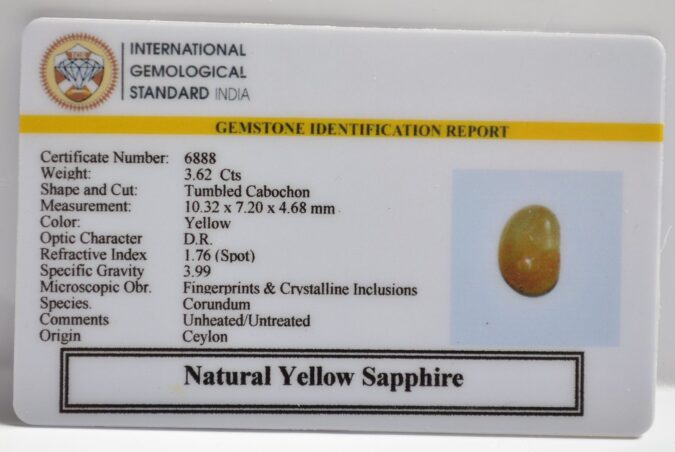 INTERNATIONAL
GEMOLOGICAL
STANDARD INDIA
GEMSTONE IDENTIFICATION REPORT
Certificate Number: 6888
Weight: 3.62 Cts
Shape and Cut: Tumbled Cabochon
Measurement: 10.32 x 7.20 x 4.68 mm
Color: Yellow
Optic Character D.R.
Refractive Index 1.76 (Spot)
Specific Gravity 3.99
Microscopic Obr. Fingerprints & Crystalline Inclusions
Species. Corundum
Comments Unheated/Untreated
Origin Ceylon
Natural Yellow Sapphire